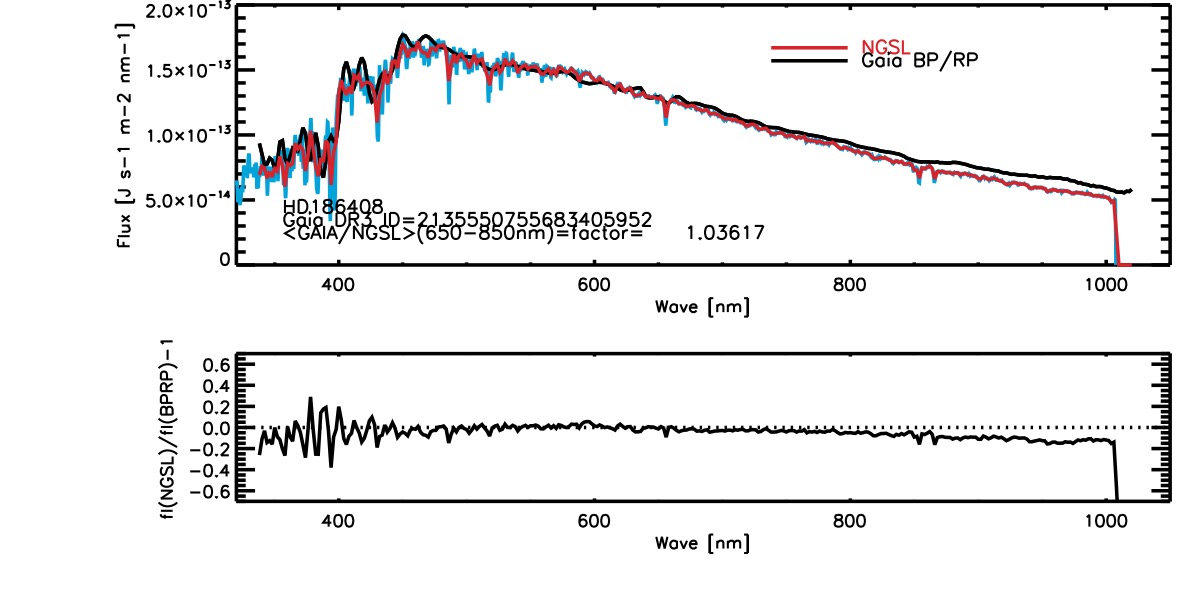 2.0×10⁻¹³
1.5×10⁻¹³
1.0×10⁻¹³
5.0×10⁻¹⁴
0
Flux [J s−1 m−2 nm−1]
NGSL
Gaia BP/RP
HD186408
Gaia DR3 ID=2135550755683405952
<GAIA/NGSL>(650−850nm)=factor= 1.03617
400 600 800 1000
Wave [nm]
0.6
0.4
0.2
0.0
−0.2
−0.4
−0.6
fl(NGSL)/fl(BPRP)−1
400 600 800 1000
Wave [nm]